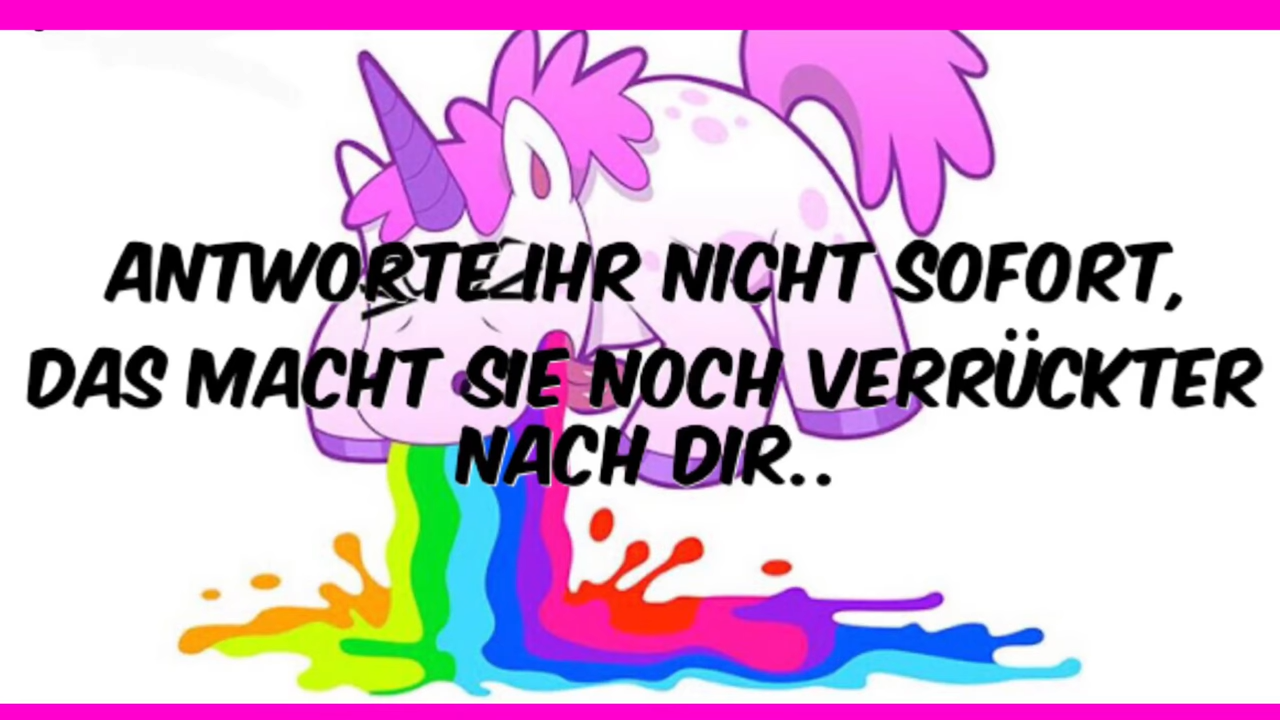 ANTWORTE IHR NICHT SOFORT,
DAS MACHT SIE NOCH VERRÜCKTER
NACH DIR..